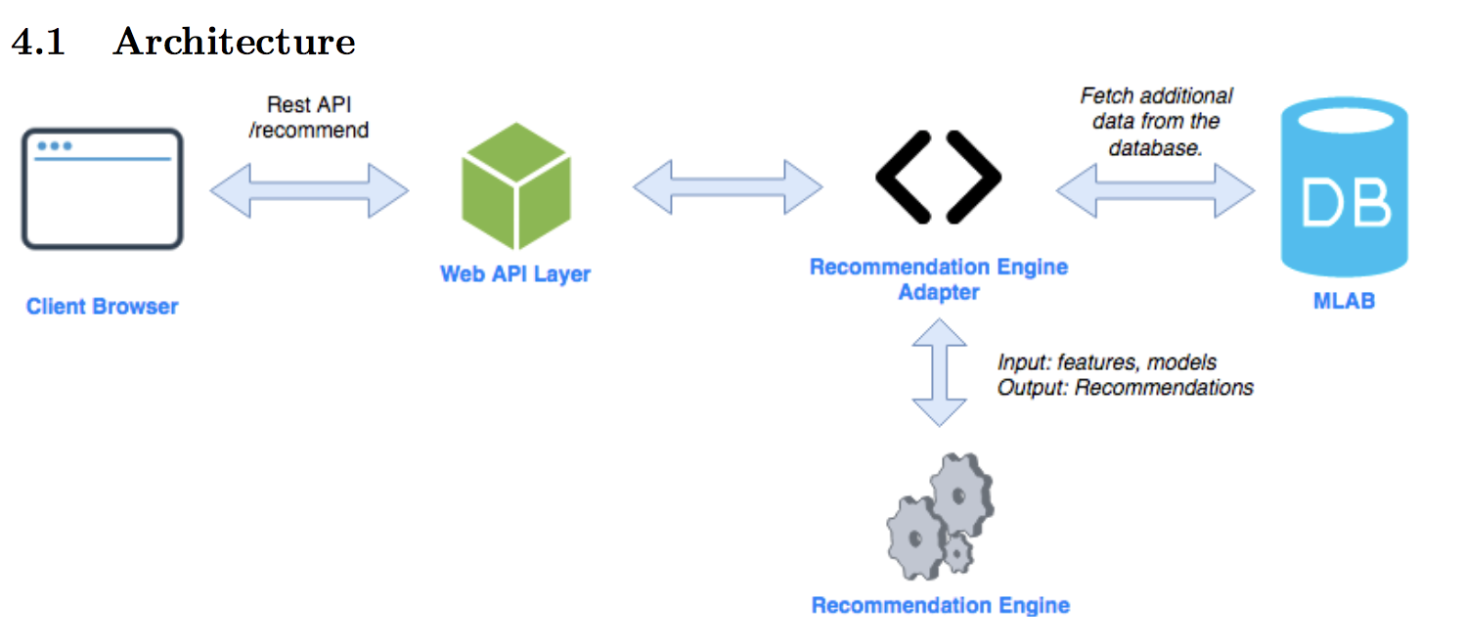 4.1 Architecture
Rest API
/recommend
Fetch additional
data from the
database.
DB
Web API Layer
Recommendation Engine
Adapter
Client Browser
MLAB
Input: features, models
Output: Recommendations
Recommendation Engine